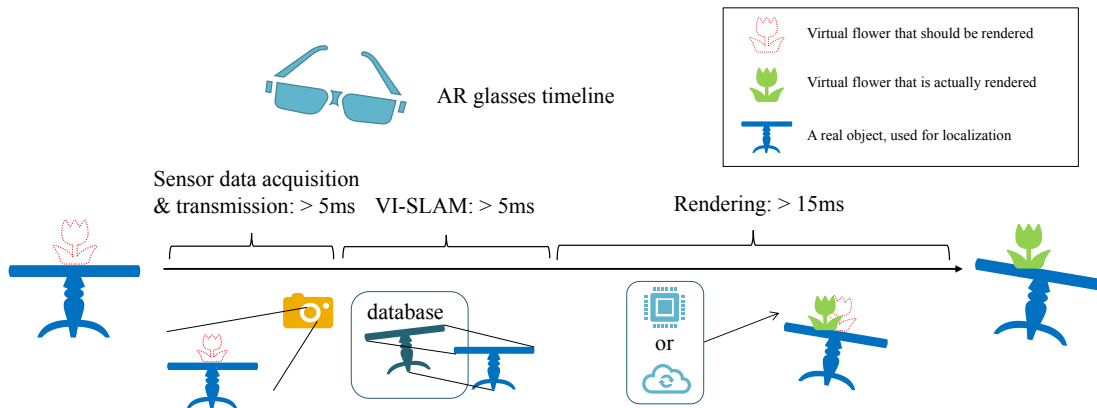 Virtual flower that should be rendered
Virtual flower that is actually rendered
A real object, used for localization
AR glasses timeline
Sensor data acquisition
& transmission: > 5ms
VI-SLAM: > 5ms
Rendering: > 15ms
database
or